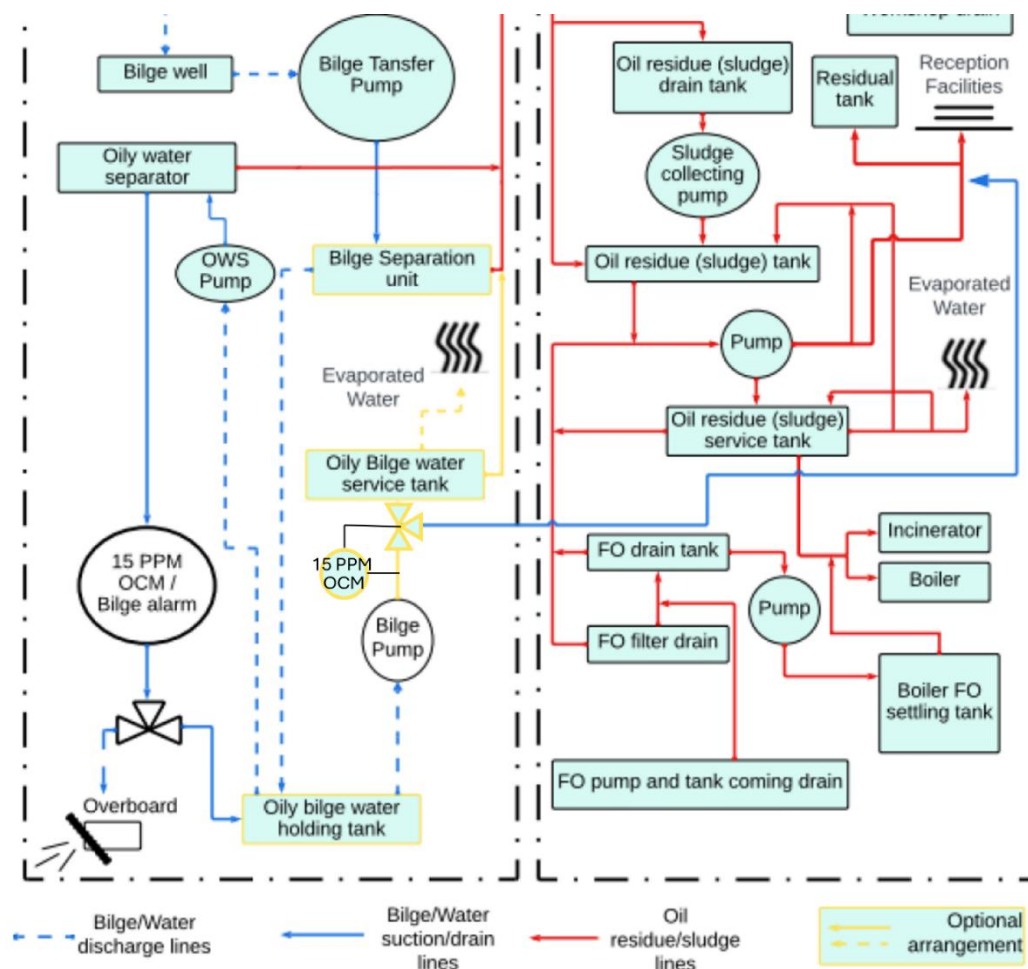 Workshop drain
Bilge well
Bilge Tansfer
Pump
Oil residue (sludge)
drain tank
Residual
tank
Reception
Facilities
Oily water
separator
Sludge
collecting
pump
OWS
Pump
Bilge Separation
unit
Oil residue (sludge) tank
Evaporated
Water
Evaporated
Water
Pump
Oil residue (sludge)
service tank
Oily Bilge water
service tank
15 PPM
OCM /
Bilge alarm
15 PPM
OCM
Bilge
Pump
FO drain tank
Incinerator
Boiler
Pump
FO filter drain
Boiler FO
settling tank
FO pump and tank coming drain
Overboard
Oily bilge water
holding tank
Bilge/Water
discharge lines
Bilge/Water
suction/drain
lines
Oil
residue/sludge
lines
Optional
arrangement